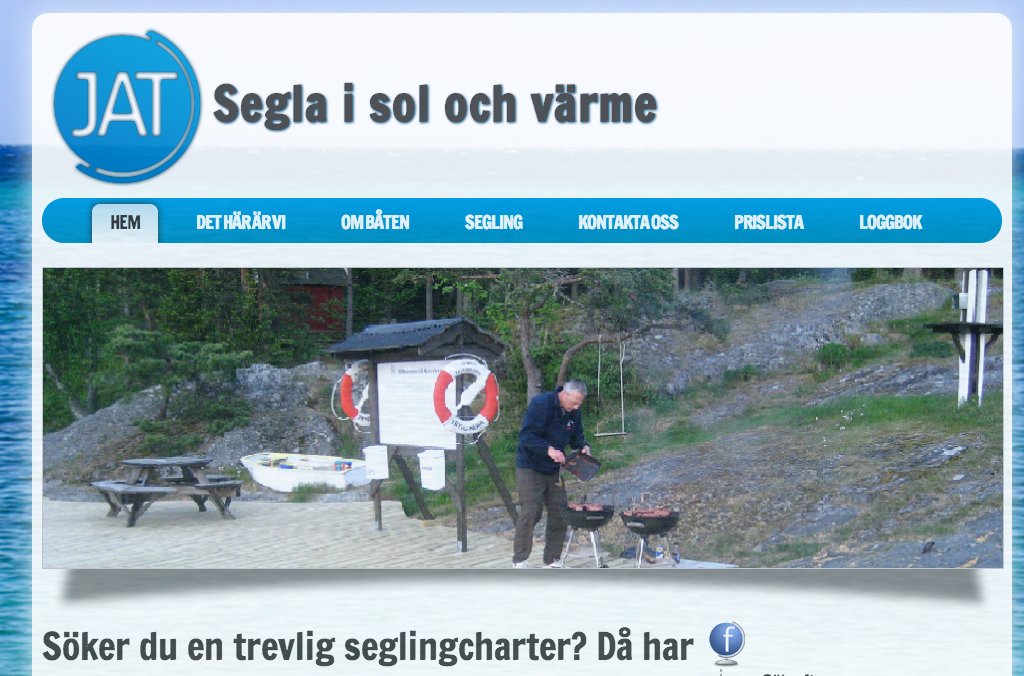 JAT
Segla i sol och värme
HEM DET HÄR ÄR VI OM BÅTEN SEGLING KONTAKTA OSS PRISLISTA LOGGBOK
Söker du en trevlig seglingcharter? Då har
f